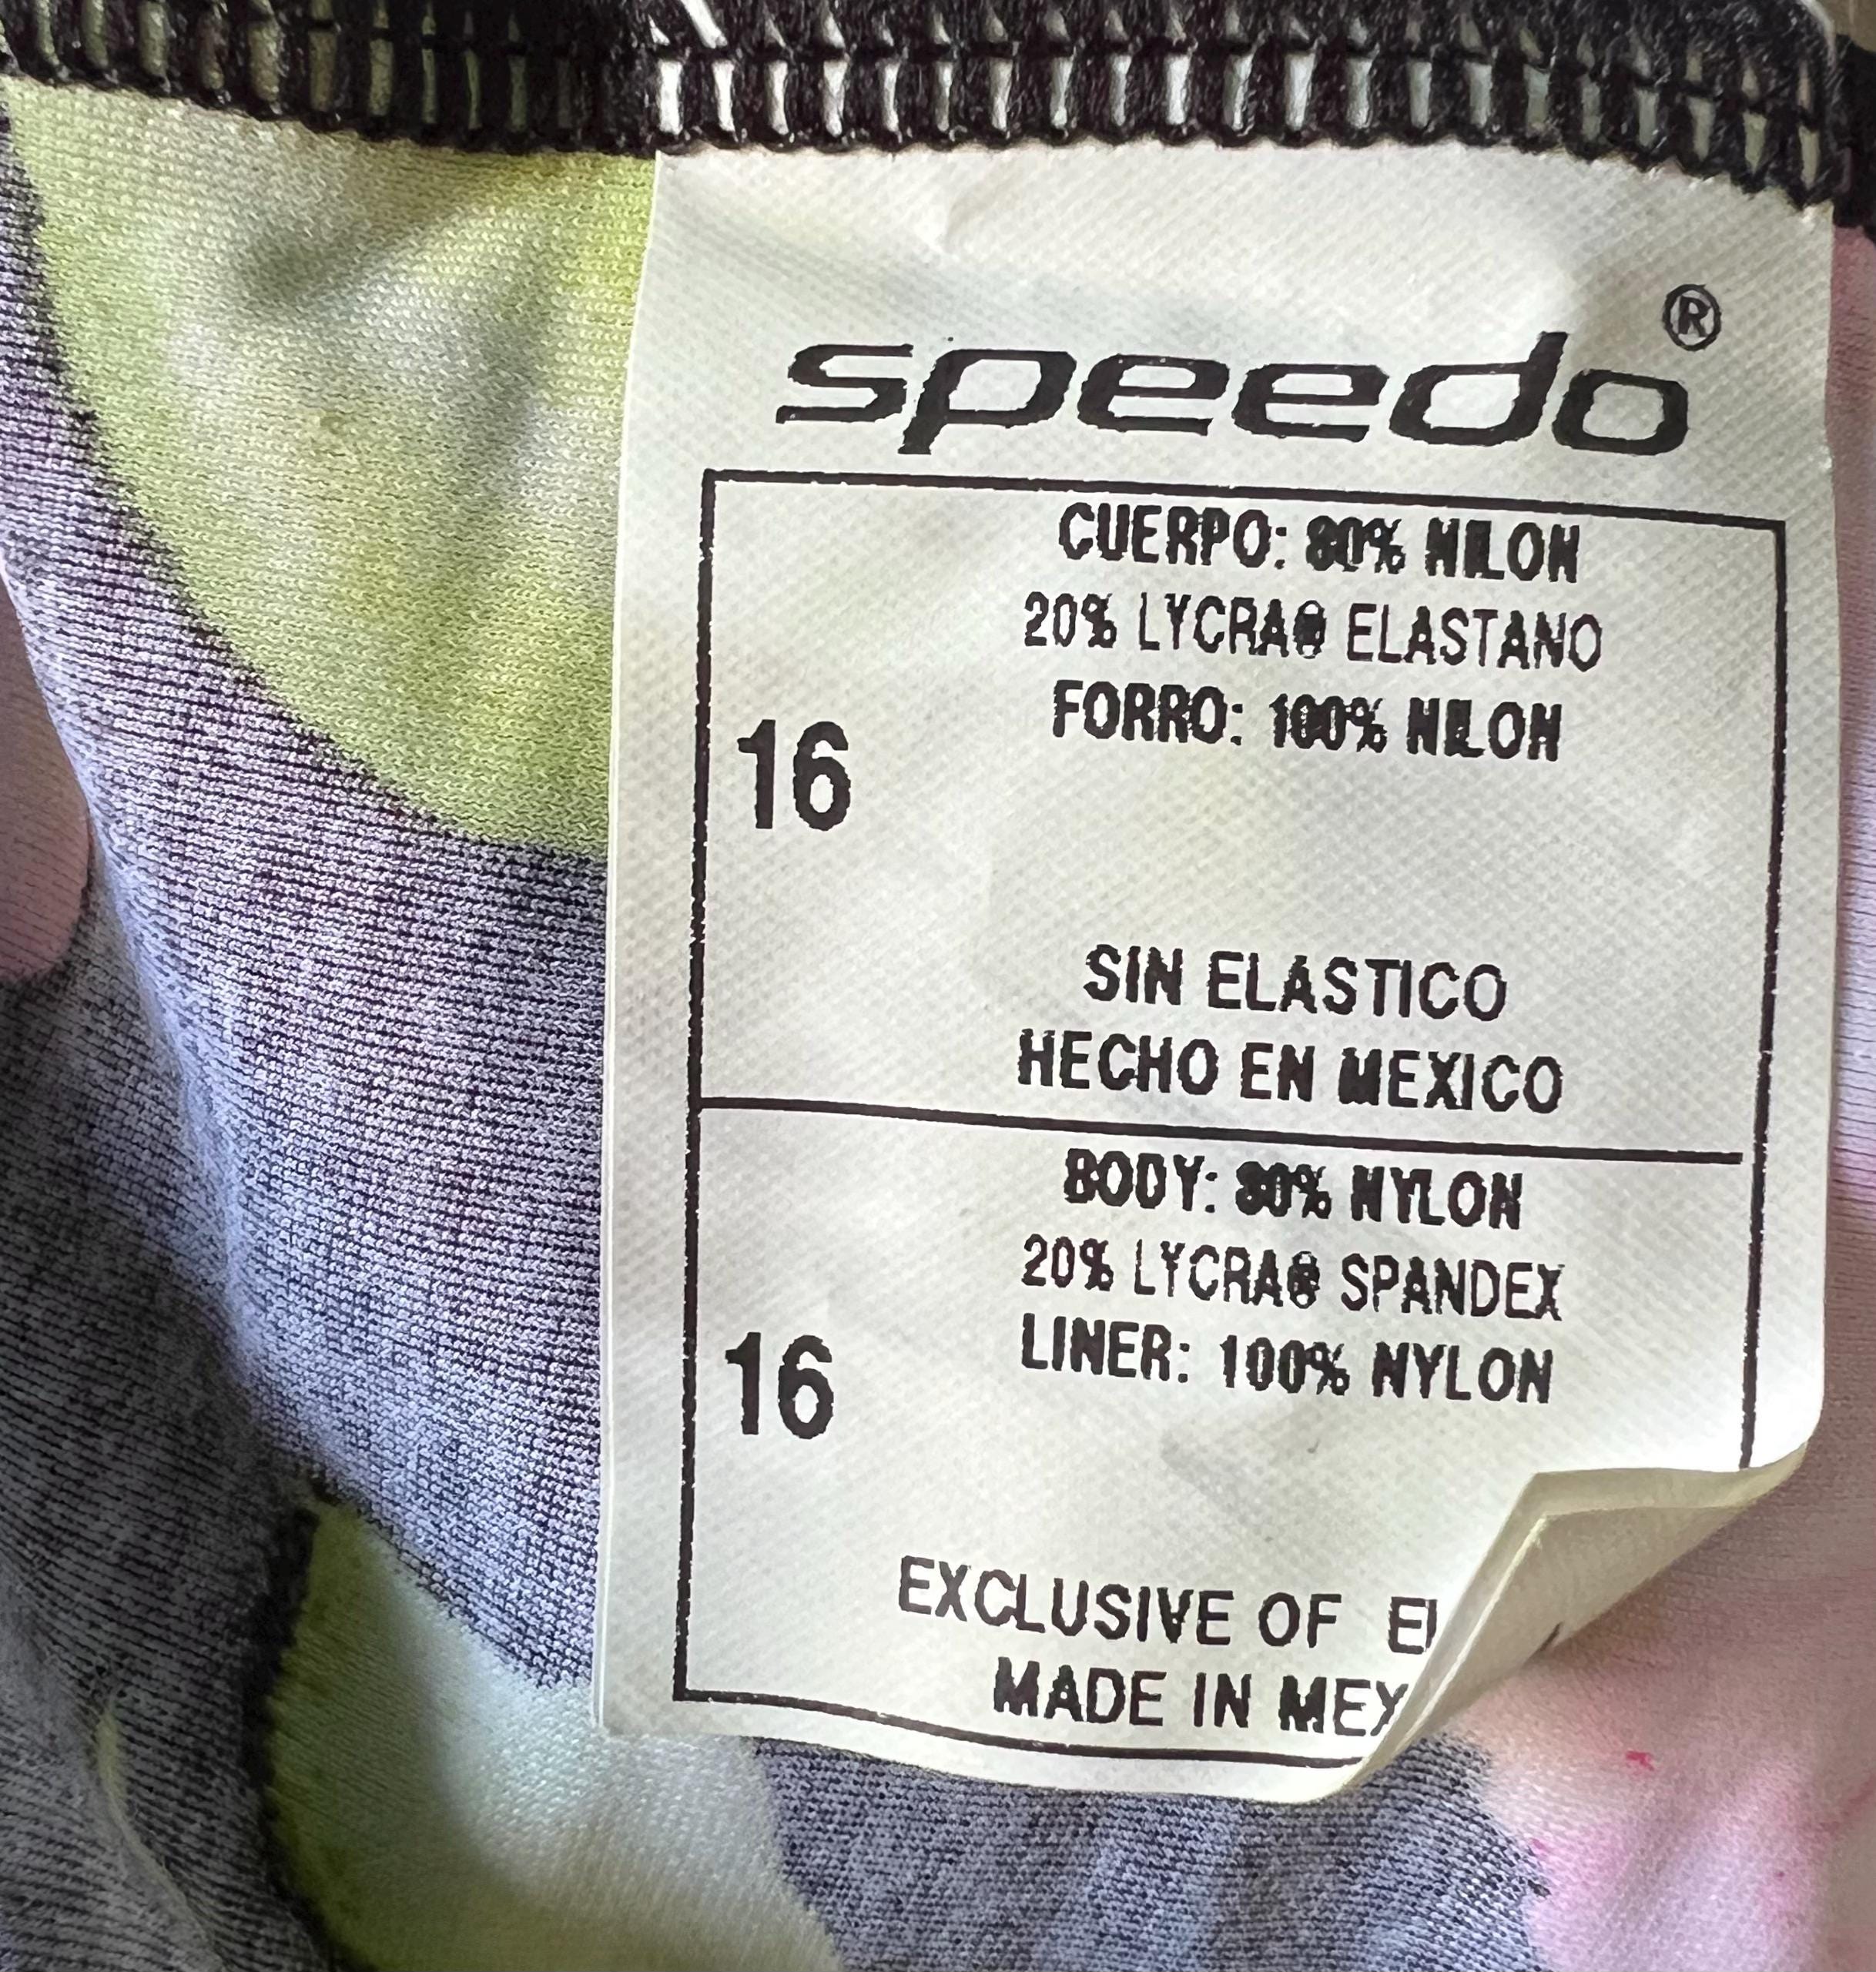 speedo®
CUERPO: 80% NILON
20% LYCRA® ELASTANO
FORRO: 100% NILON
16
SIN ELASTICO
HECHO EN MEXICO
BODY: 80% NYLON
20% LYCRA® SPANDEX
LINER: 100% NYLON
16
EXCLUSIVE OF
MADE IN MEX